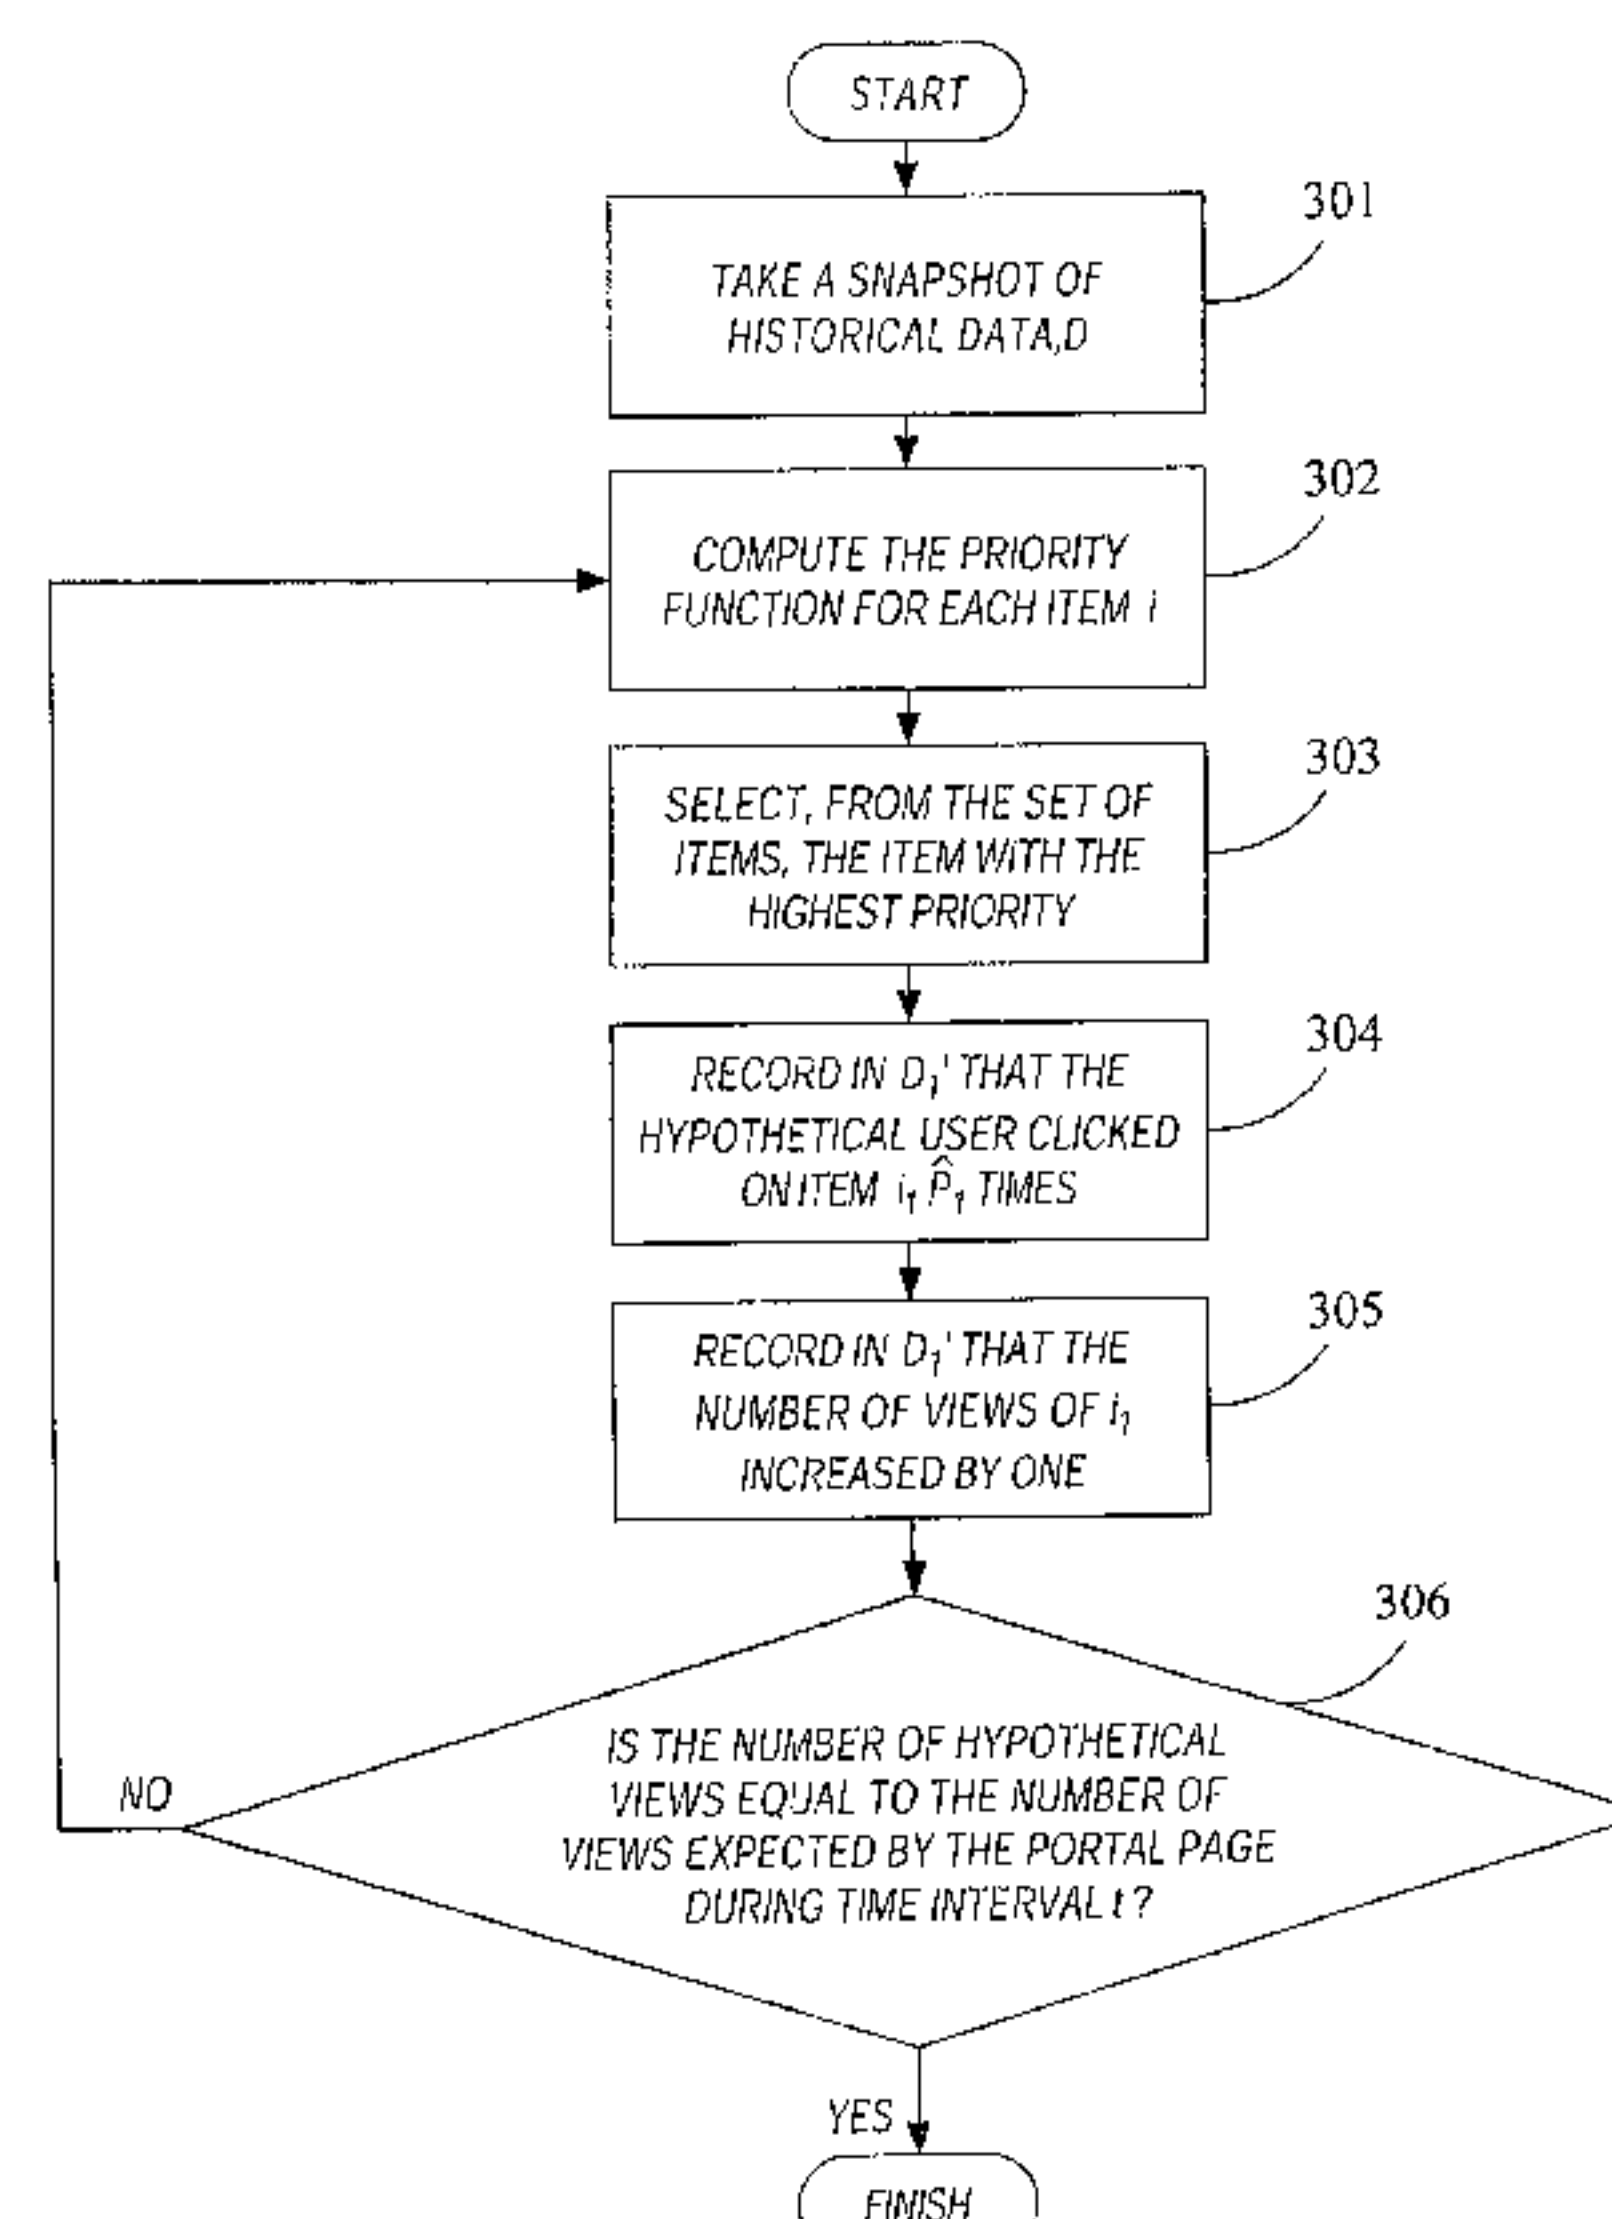 START
301
TAKE A SNAPSHOT OF
HISTORICAL DATA,D
302
COMPUTE THE PRIORITY
FUNCTION FOR EACH ITEM i
303
SELECT, FROM THE SET OF
ITEMS, THE ITEM WITH THE
HIGHEST PRIORITY
304
RECORD IN D₁' THAT THE
HYPOTHETICAL USER CLICKED
ON ITEM i₁ P̂₁ TIMES
305
RECORD IN D₁' THAT THE
NUMBER OF VIEWS OF i₁
INCREASED BY ONE
306
IS THE NUMBER OF HYPOTHETICAL
VIEWS EQUAL TO THE NUMBER OF
VIEWS EXPECTED BY THE PORTAL PAGE
DURING TIME INTERVAL t?
NO
YES
FINISH